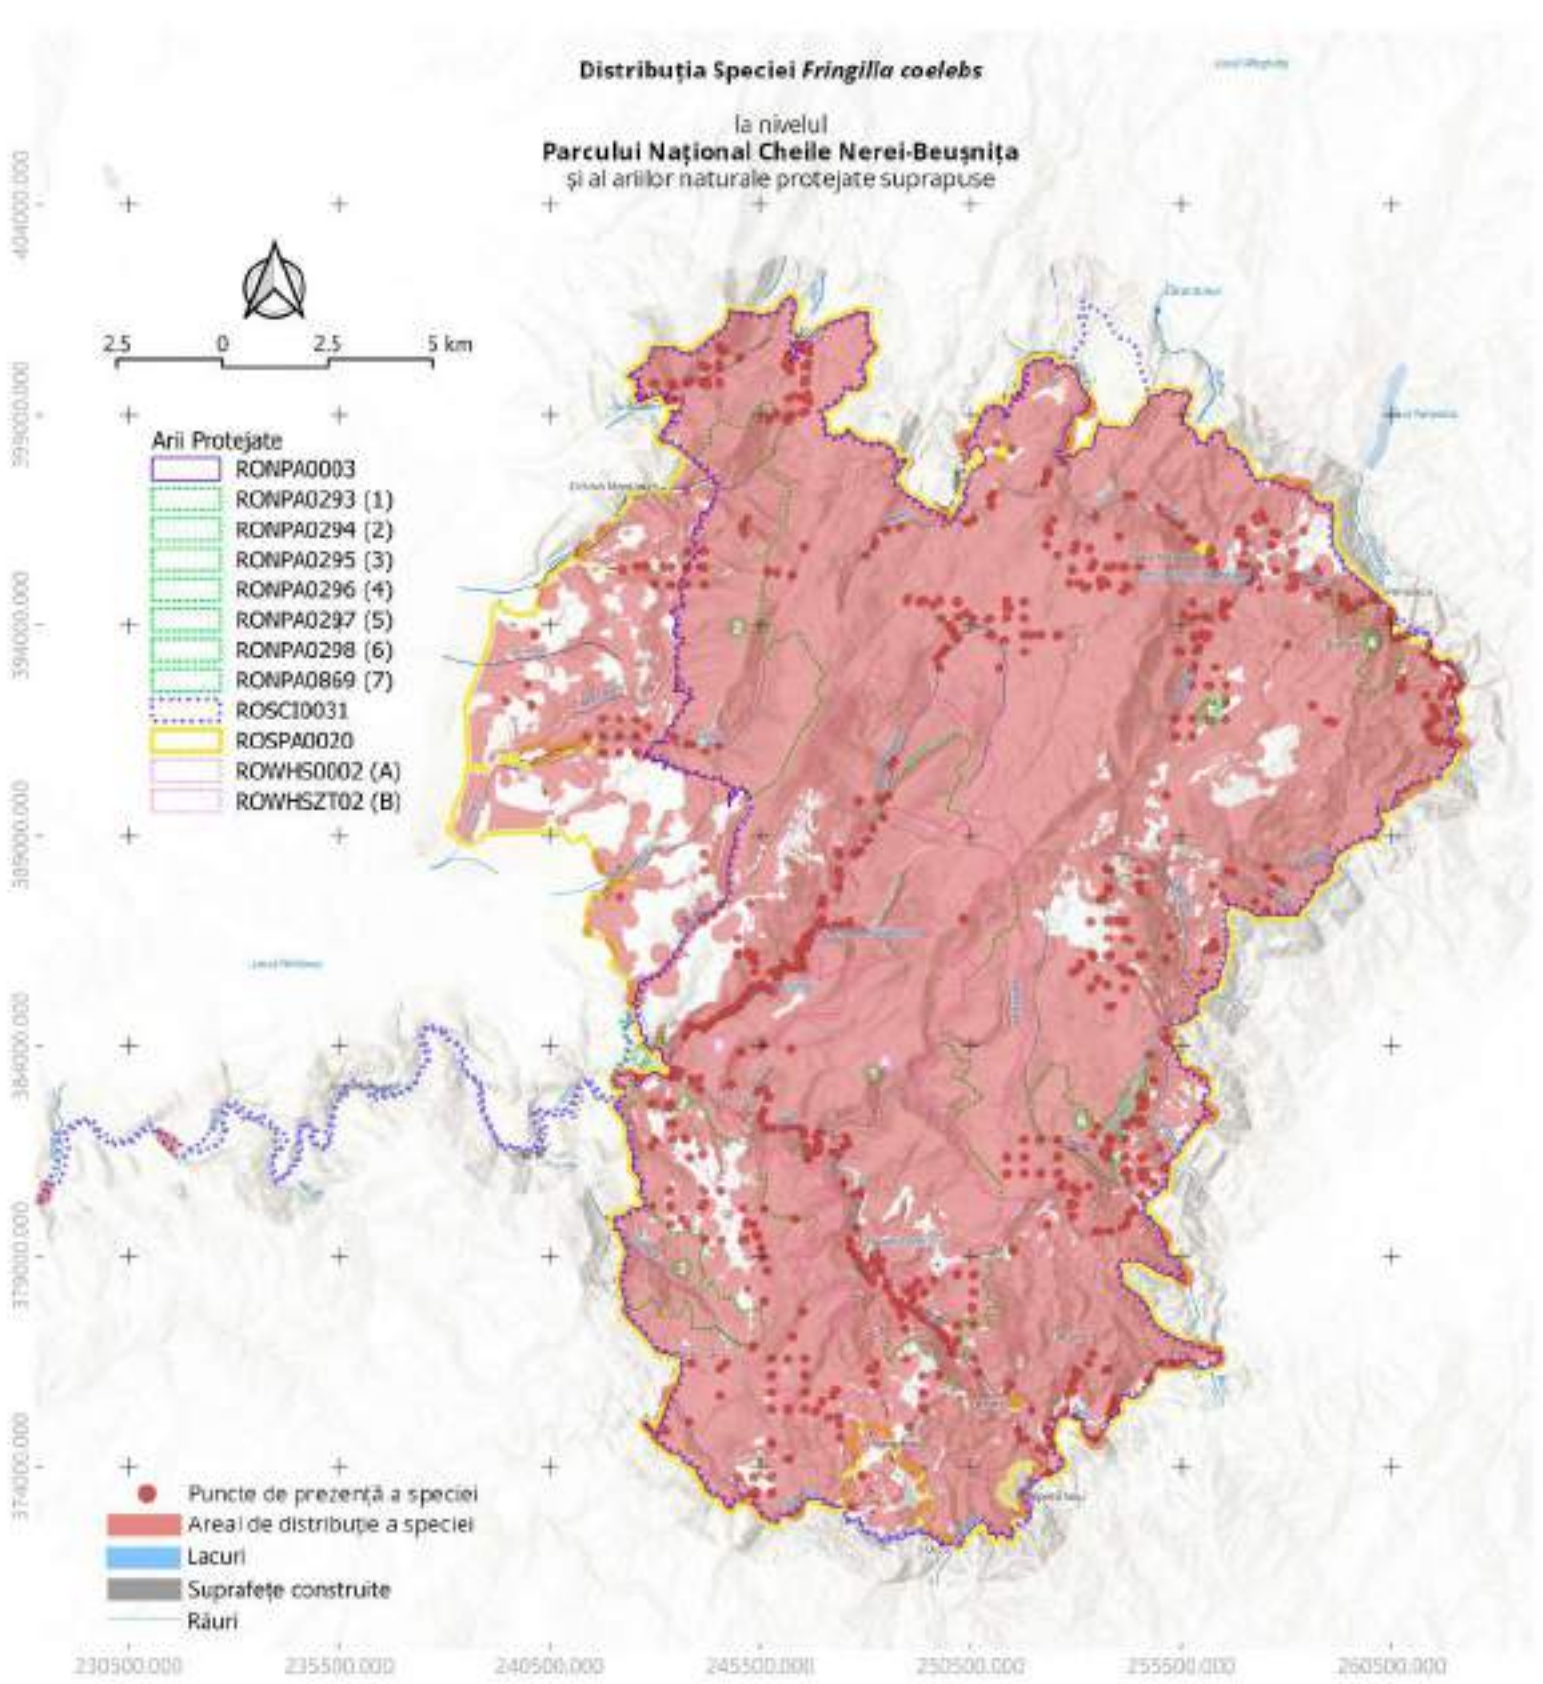 Distribuția Speciei Fringilla coelebs
la nivelul
Parcului Național Cheile Nerei-Beușnița
și al ariilor naturale protejate suprapuse
404000.000
399000.000
394000.000
389000.000
384000.000
379000.000
374000.000
2.5 0 2.5 5 km
Arii Protejate
RONPA0003
RONPA0293 (1)
RONPA0294 (2)
RONPA0295 (3)
RONPA0296 (4)
RONPA0297 (5)
RONPA0298 (6)
RONPA0869 (7)
ROSCI0031
ROSPA0020
ROWHS0002 (A)
ROWHSZT02 (B)
Puncte de prezență a speciei
Areal de distribuție a speciei
Lacuri
Suprafețe construite
Râuri
230500.000 235500.000 240500.000 245500.000 250500.000 255500.000 260500.000